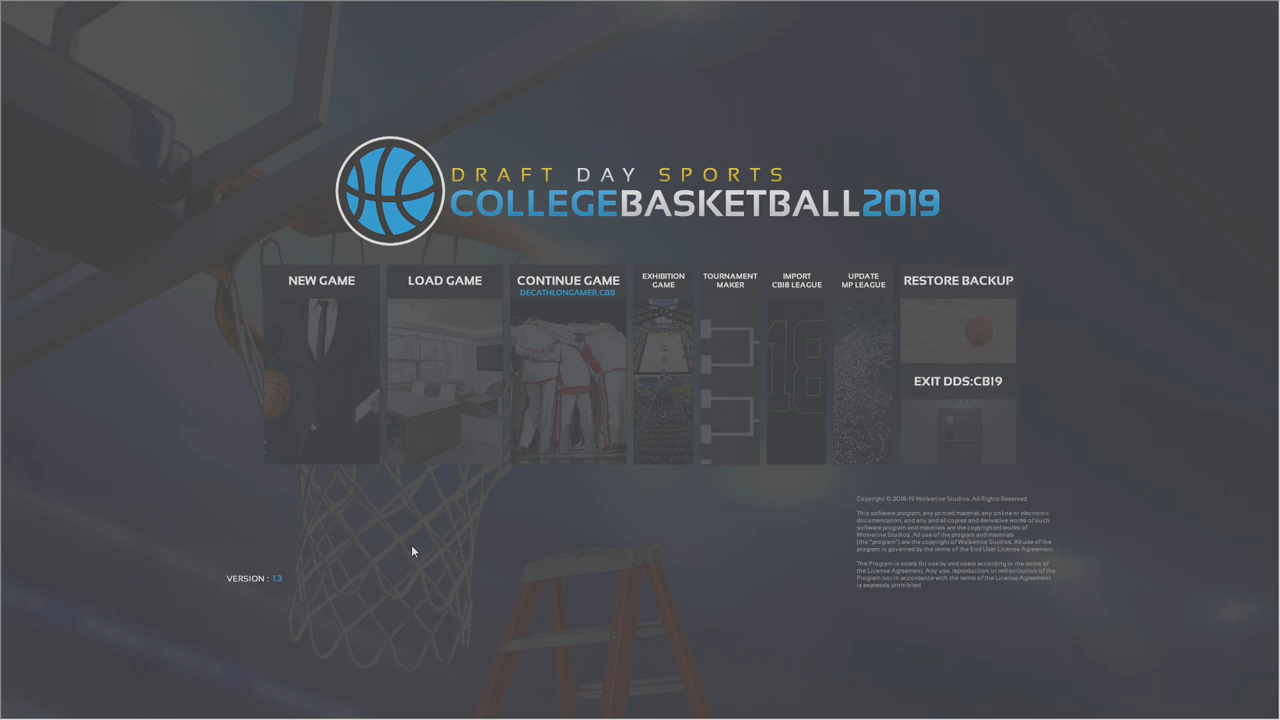 DRAFT DAY SPORTS
COLLEGEBASKETBALL2019
NEW GAME
LOAD GAME
CONTINUE GAME
DECATHLONGAMER.CBB
EXHIBITION
GAME
TOURNAMENT
MAKER
IMPORT
CB18 LEAGUE
UPDATE
MP LEAGUE
RESTORE BACKUP
18
EXIT DDS:CB19
Copyright © 2018-19 Wolverine Studios. All Rights Reserved.
This software program, any printed material, any online or electronic
documentation, and any and all copies and derivative works of such
software program and materials are the copyrighted works of
Wolverine Studios. All use of the program and materials
(the "program") are the copyright of Wolverine Studios. All use of the
program is governed by the terms of the End User License Agreement.
The Program is solely for use by end users according to the terms of
the License Agreement. Any use, reproduction or redistribution of the
Program not in accordance with the terms of the License Agreement
is expressly prohibited.
VERSION : 1.3